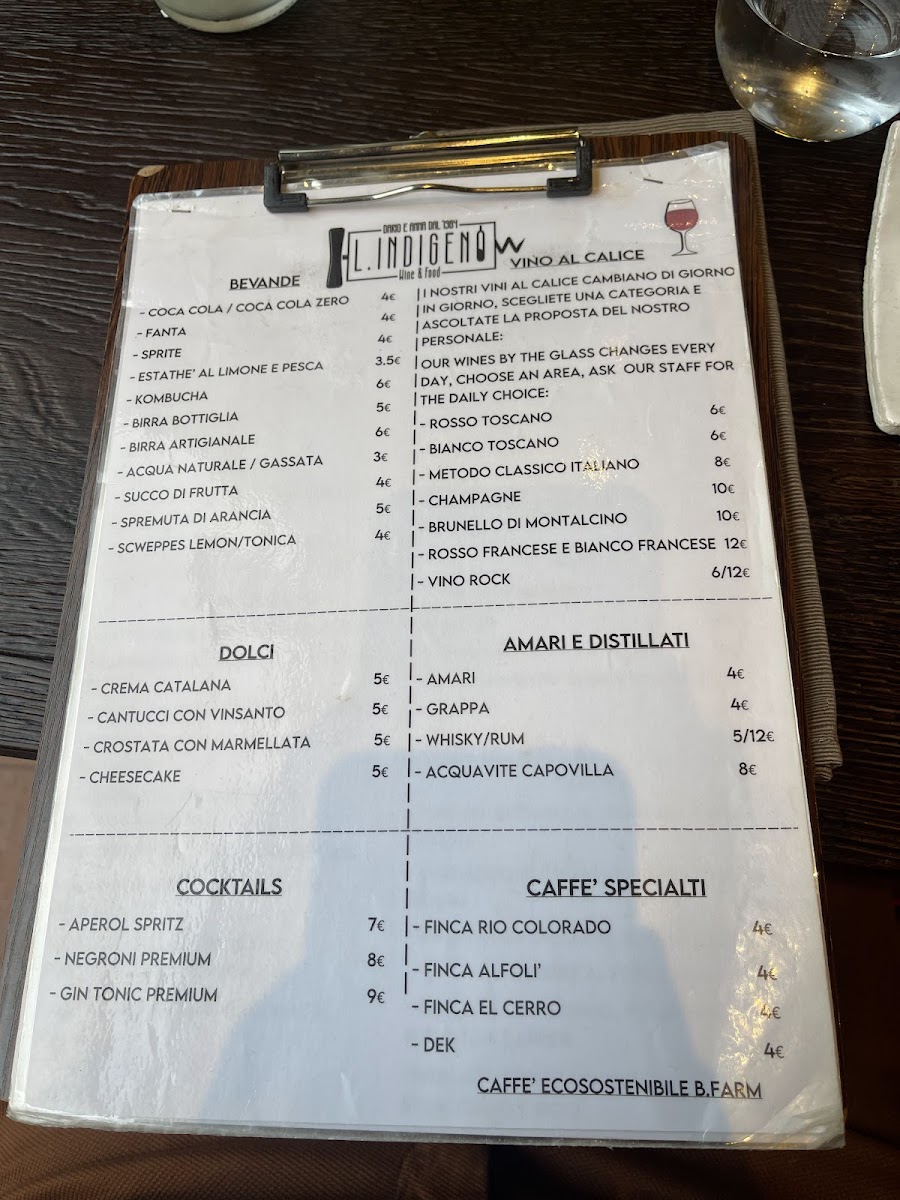 DARIO E ANNA DAL 1984
L.INDIGENO
Wine & Food
BEVANDE
- COCA COLA / COCA COLA ZERO 4€
- FANTA 4€
- SPRITE 4€
- ESTATHE' AL LIMONE E PESCA 3.5€
- KOMBUCHA 6€
- BIRRA BOTTIGLIA 5€
- BIRRA ARTIGIANALE 6€
- ACQUA NATURALE / GASSATA 3€
- SUCCO DI FRUTTA 4€
- SPREMUTA DI ARANCIA 5€
- SCWEPPES LEMON/TONICA 4€
VINO AL CALICE
I NOSTRI VINI AL CALICE CAMBIANO DI GIORNO
IN GIORNO, SCEGLIETE UNA CATEGORIA E
ASCOLTATE LA PROPOSTA DEL NOSTRO
PERSONALE:
OUR WINES BY THE GLASS CHANGES EVERY
DAY, CHOOSE AN AREA, ASK OUR STAFF FOR
THE DAILY CHOICE:
- ROSSO TOSCANO 6€
- BIANCO TOSCANO 6€
- METODO CLASSICO ITALIANO 8€
- CHAMPAGNE 10€
- BRUNELLO DI MONTALCINO 10€
- ROSSO FRANCESE E BIANCO FRANCESE 12€
- VINO ROCK 6/12€
DOLCI
- CREMA CATALANA 5€
- CANTUCCI CON VINSANTO 5€
- CROSTATA CON MARMELLATA 5€
- CHEESECAKE 5€
AMARI E DISTILLATI
- AMARI 4€
- GRAPPA 4€
- WHISKY/RUM 5/12€
- ACQUAVITE CAPOVILLA 8€
COCKTAILS
- APEROL SPRITZ 7€
- NEGRONI PREMIUM 8€
- GIN TONIC PREMIUM 9€
CAFFE' SPECIALTI
- FINCA RIO COLORADO 4€
- FINCA ALFOLI' 4€
- FINCA EL CERRO 4€
- DEK 4€
CAFFE' ECOSOSTENIBILE B.FARM